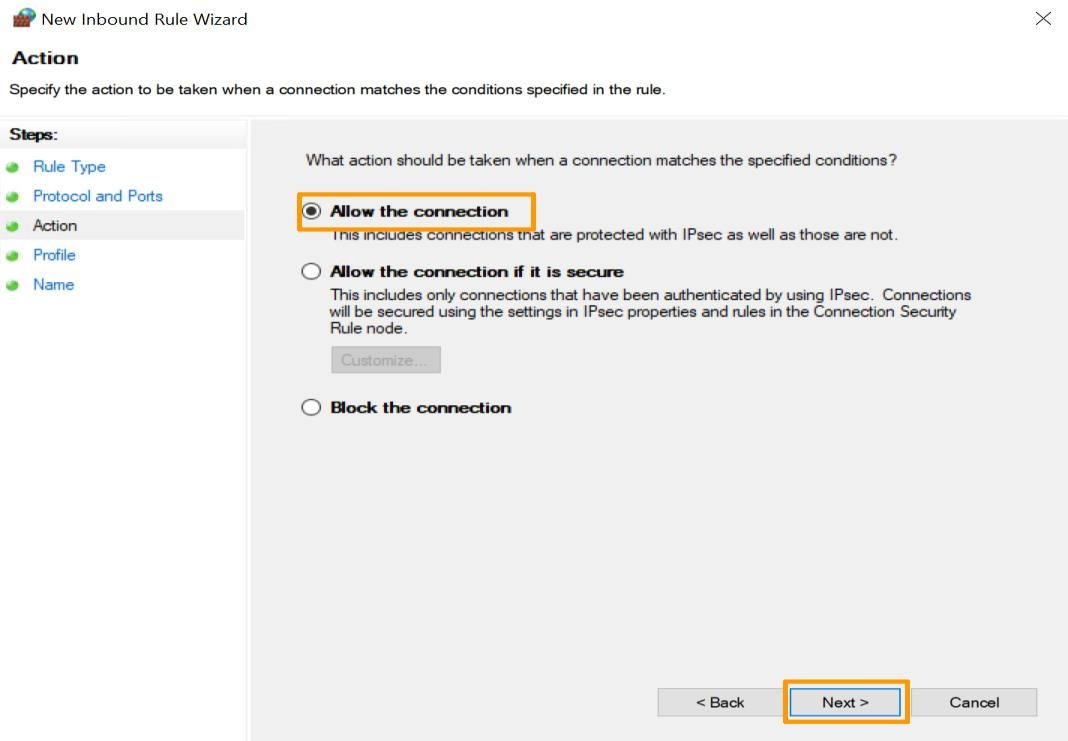 New Inbound Rule Wizard
Action
Specify the action to be taken when a connection matches the conditions specified in the rule.
Steps:
Rule Type
Protocol and Ports
Action
Profile
Name
What action should be taken when a connection matches the specified conditions?
Allow the connection
This includes connections that are protected with IPsec as well as those are not.
Allow the connection if it is secure
This includes only connections that have been authenticated by using IPsec. Connections
will be secured using the settings in IPsec properties and rules in the Connection Security
Rule node.
Customize...
Block the connection
< Back
Next >
Cancel